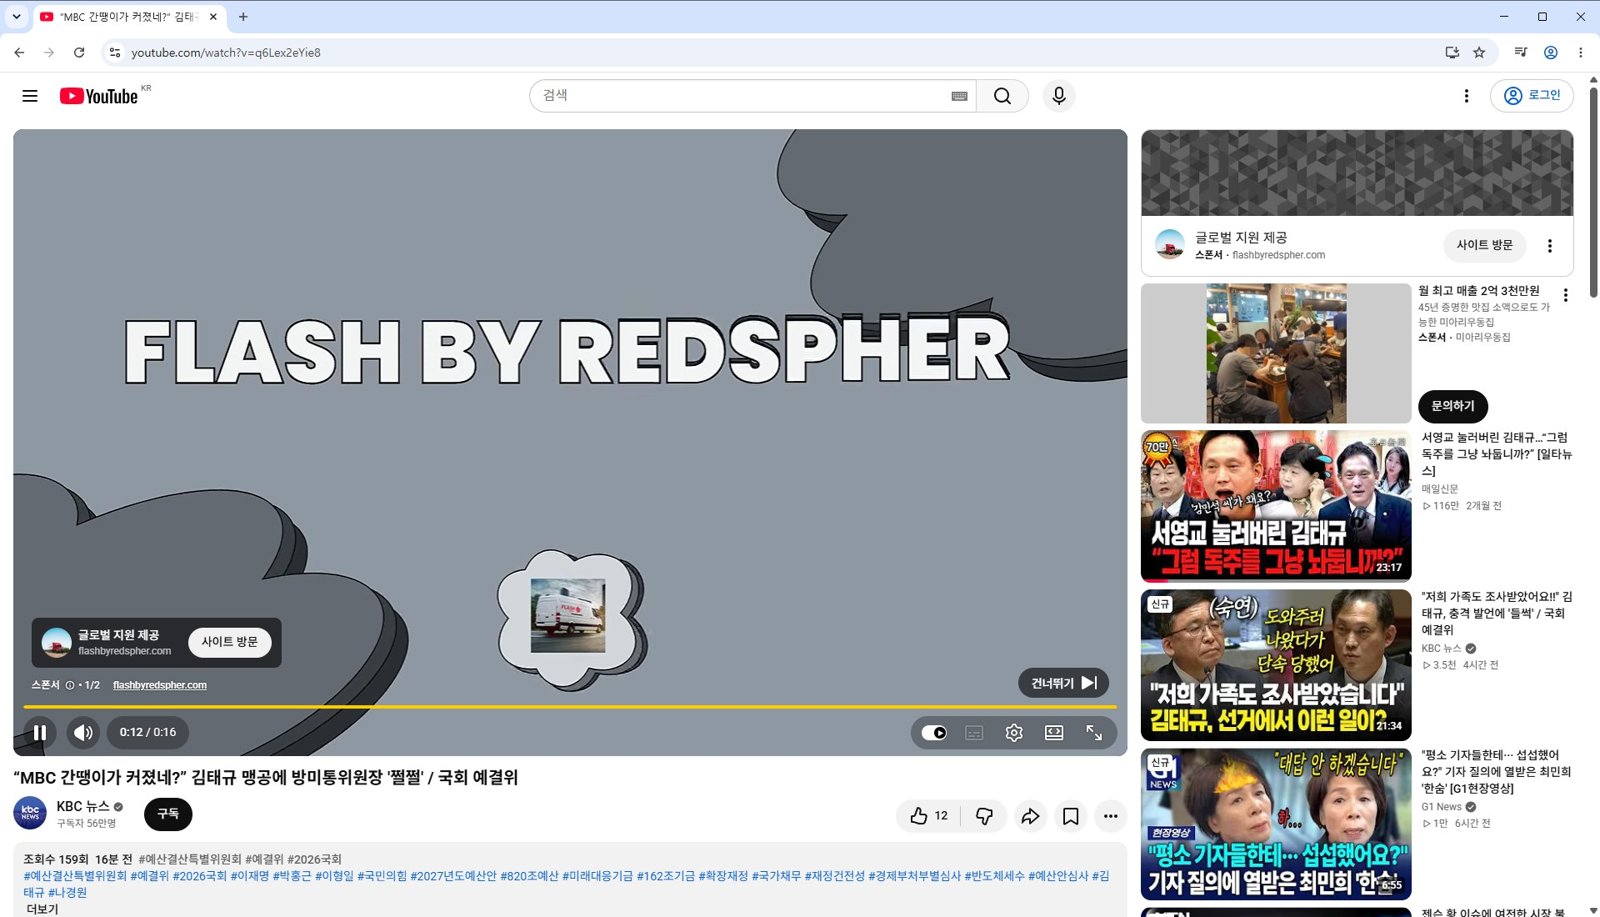 "MBC 간땡이가 커졌네?" 김태규
youtube.com/watch?v=q6Lex2eYie8
YouTube KR
검색
로그인
FLASH BY REDSPHER
FLASH
글로벌 지원 제공
flashbyredspher.com
사이트 방문
스폰서 · 1/2 flashbyredspher.com
건너뛰기
0:12 / 0:16
“MBC 간땡이가 커졌네?” 김태규 맹공에 방미통위원장 '쩔쩔' / 국회 예결위
kbc NEWS
KBC 뉴스
구독자 56만명
구독
12
조회수 159회 16분 전 #예산결산특별위원회 #예결위 #2026국회
#예산결산특별위원회 #예결위 #2026국회 #이재명 #박홍근 #이형일 #국민의힘 #2027년도예산안 #820조예산 #미래대응기금 #162조기금 #확장재정 #국가채무 #재정건전성 #경제부처부별심사 #반도체세수 #예산안심사 #김
태규 #나경원
더보기
글로벌 지원 제공
스폰서 · flashbyredspher.com
사이트 방문
월 최고 매출 2억 3천만원
45년 증명한 맛집 소액으로도 가
능한 미아리우동집
스폰서 · 미아리우동집
문의하기
70만
김민석 씨가 왜요?
서영교 눌러버린 김태규
"그럼 독주를 그냥 놔둡니까?"
23:17
서영교 눌러버린 김태규..."그럼
독주를 그냥 놔둡니까?" [일타뉴
스]
매일신문
116만 2개월 전
신규
(숙연)
도와주러
나왔다가
단속 당했어
"저희 가족도 조사받았습니다"
김태규, 선거에서 이런 일이?
21:34
"저희 가족도 조사받았어요!!" 김
태규, 충격 발언에 '들썩' / 국회
예결위
KBC 뉴스
3.5천 4시간 전
신규
G1
NEWS
"대답 안 하겠습니다"
하...
현장영상
"평소 기자들한테… 섭섭했어요?"
기자 질의에 열받은 최민희 '한숨'
6:55
"평소 기자들한테… 섭섭했어
요?" 기자 질의에 열받은 최민희
'한숨' [G1현장영상]
G1 News
1만 6시간 전
젠슨 황 이슈에 여전한 시장 불